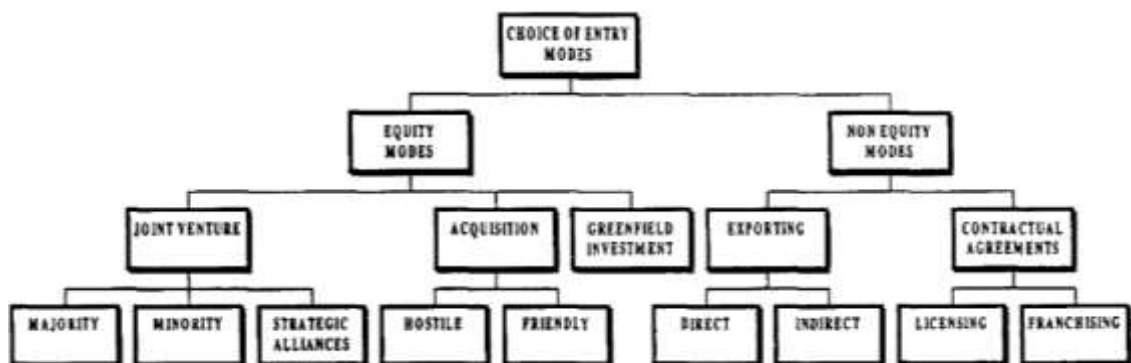 CHOICE OF ENTRY
MODES
EQUITY
MODES
NON EQUITY
MODES
JOINT VENTURE
ACQUISITION
GREENFIELD
INVESTMENT
EXPORTING
CONTRACTUAL
AGREEMENTS
MAJORITY
MINORITY
STRATEGIC
ALLIANCES
HOSTILE
FRIENDLY
DIRECT
INDIRECT
LICENSING
FRANCHISING